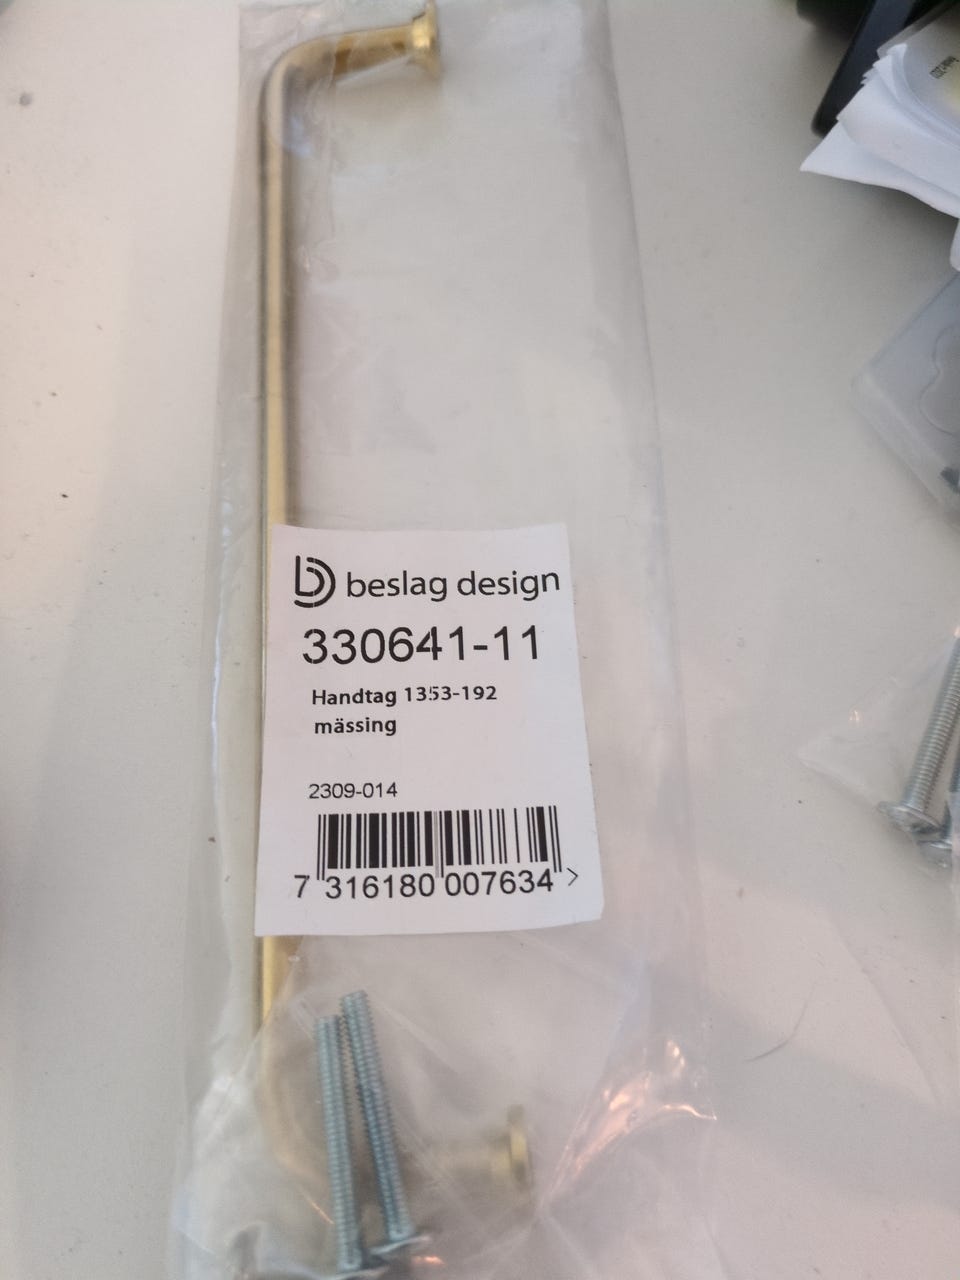 beslag design
330641-11
Handtag 1353-192
mässing
2309-014
7 316180 007634 >